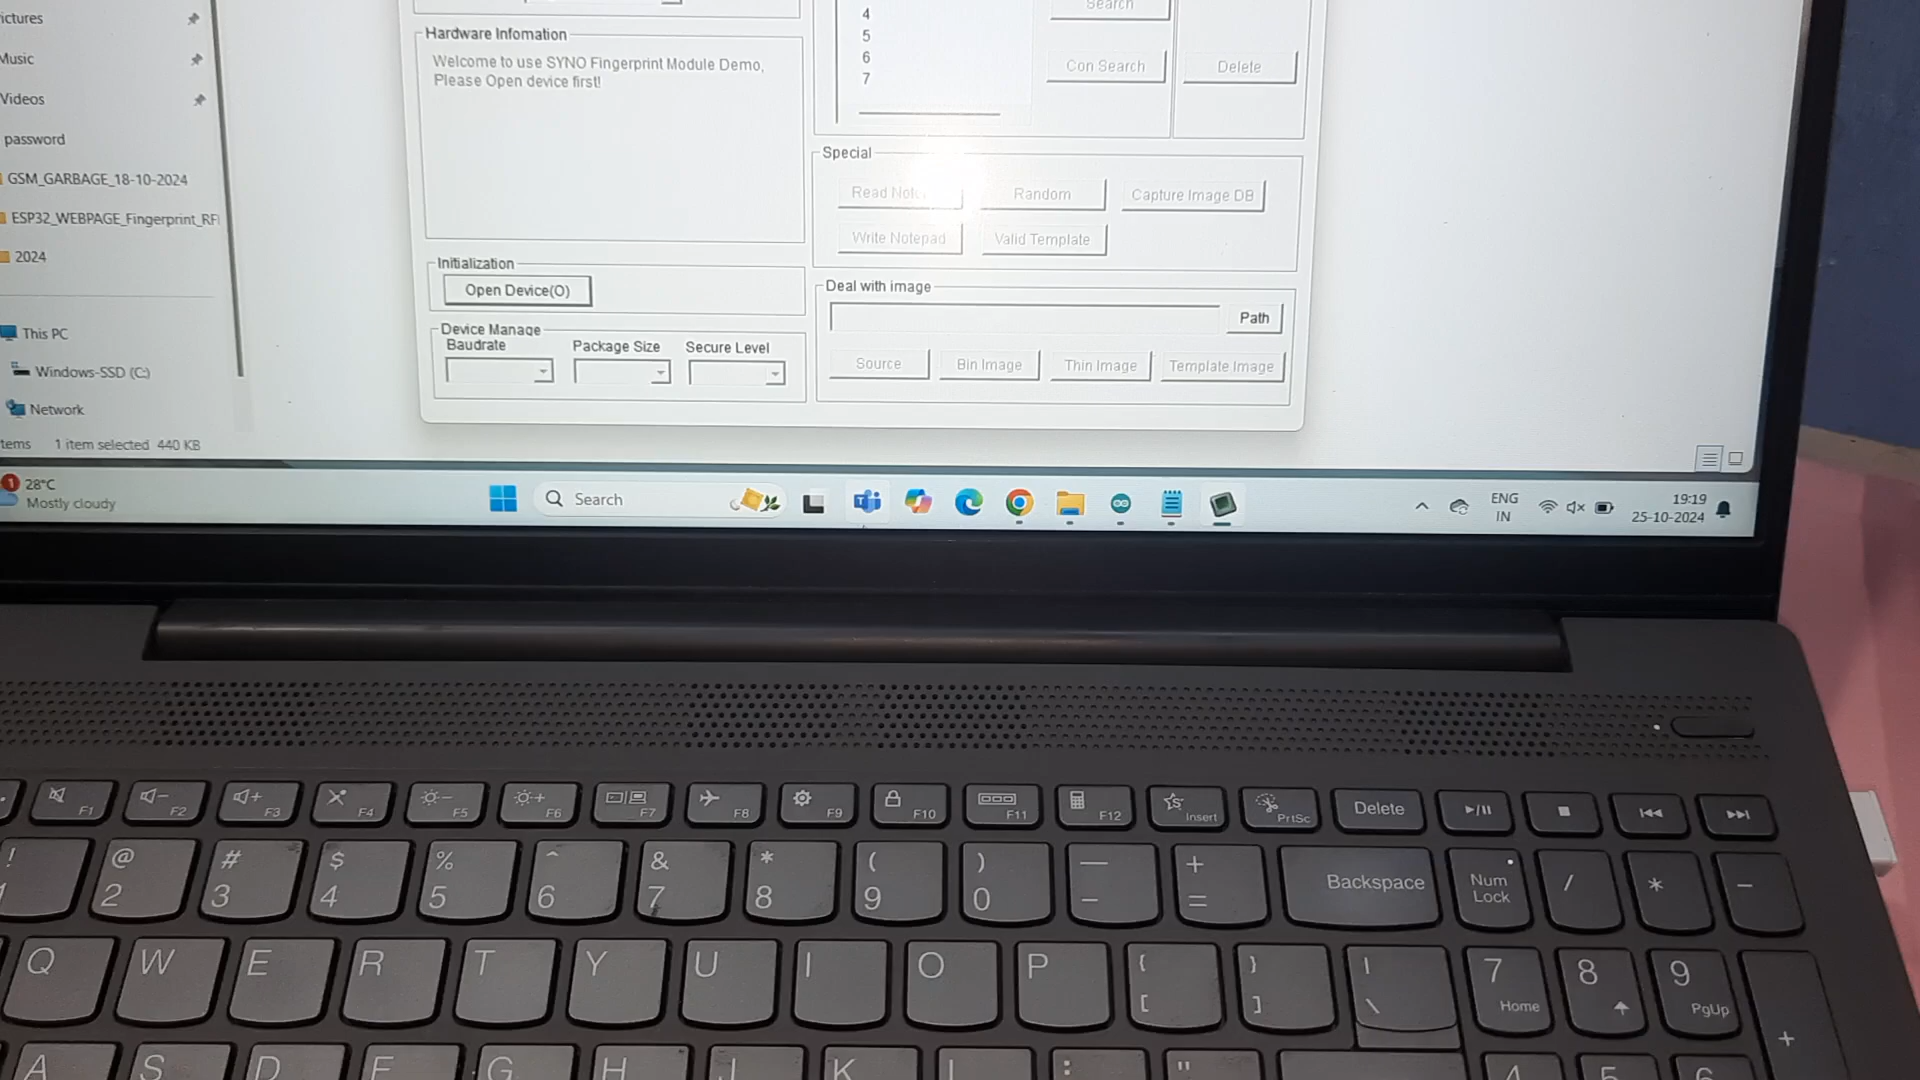 ictures
Music
Videos
password
GSM_GARBAGE_18-10-2024
ESP32_WEBPAGE_Fingerprint_RF
2024
This PC
Windows-SSD (C:)
Network
tems 1 item selected 440 KB
Hardware Infomation
Welcome to use SYNO Fingerprint Module Demo,
Please Open device first!
Initialization
Open Device(O)
Device Manage
Baudrate Package Size Secure Level
4
5
6
7
Search
Con Search
Delete
Special
Read Random Capture Image DB
Write Notepad Valid Template
Deal with image
Path
Source Bin Image Thin Image Template Image
1 28°C
Mostly cloudy
Search
ENG
IN
19:19
25-10-2024
F1 F2 F3 F4 F5 F6 F7 F8 F9 F10 F11 F12 Insert PrtSc Delete
! @ # $ % ^ & * ( ) — +
1 2 3 4 5 6 7 8 9 0 - = Backspace Num Lock / * -
Q W E R T Y U I O P { } | 7 8 9
[ ] \ Home PgUp +
A S D F G H J K L : " 4 5 6